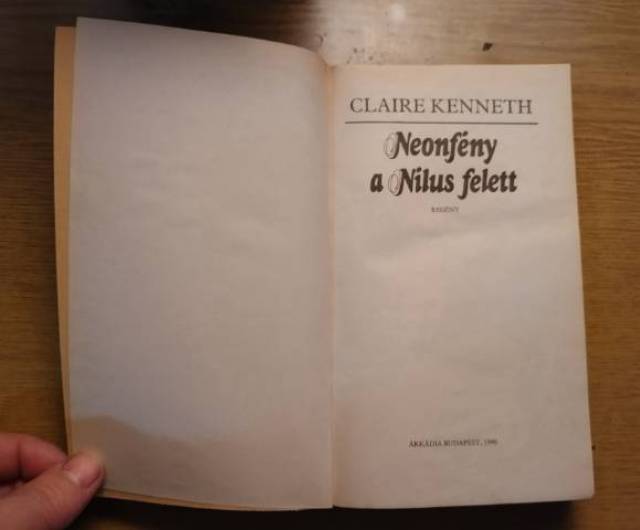 CLAIRE KENNETH
Neonfény
a Nílus felett
REGÉNY
ÁRKÁDIA BUDAPEST, 1990